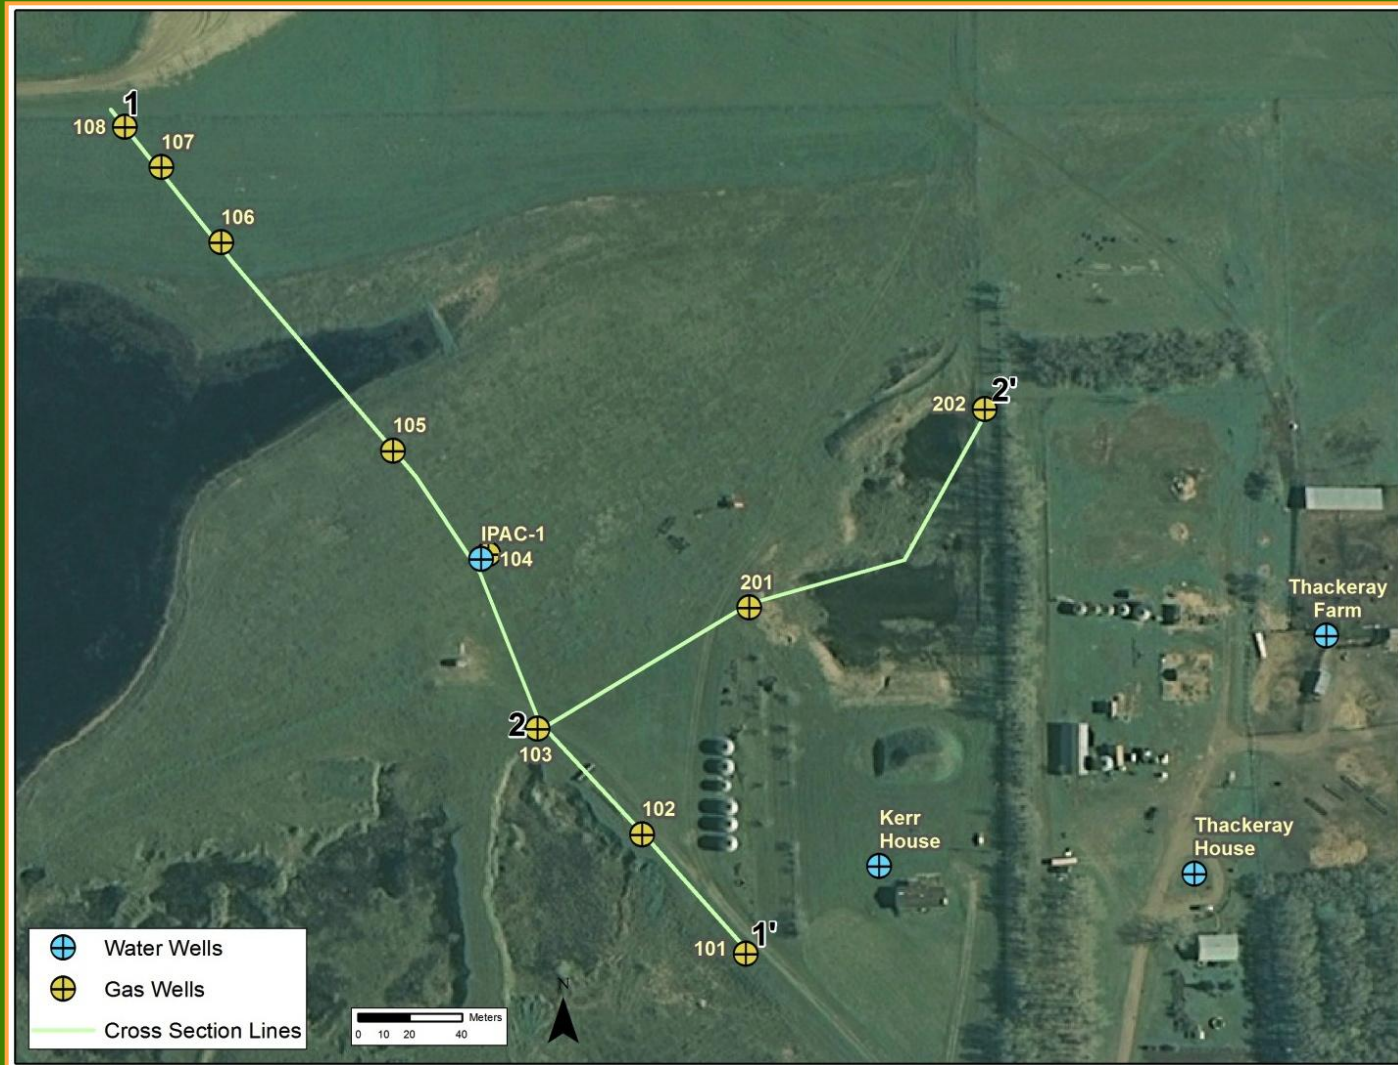 1
108
107
106
105
IPAC-1
104
2'
202
201
Thackeray
Farm
2
103
102
Kerr
House
Thackeray
House
1'
101
Water Wells
Gas Wells
Cross Section Lines
N
Meters
0 10 20 40